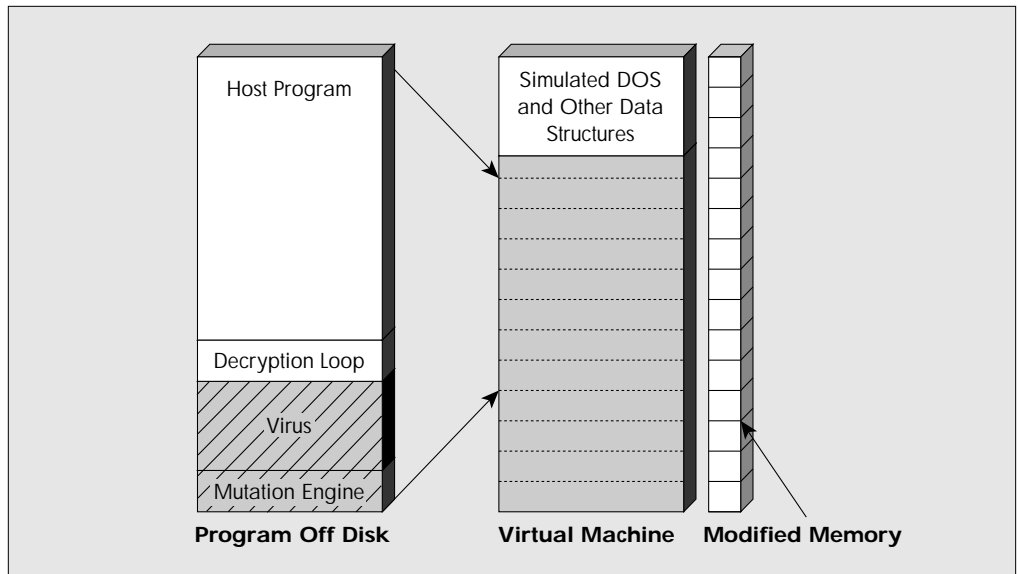 Host Program
Decryption Loop
Virus
Mutation Engine
Program Off Disk
Simulated DOS
and Other Data
Structures
Virtual Machine
Modified Memory